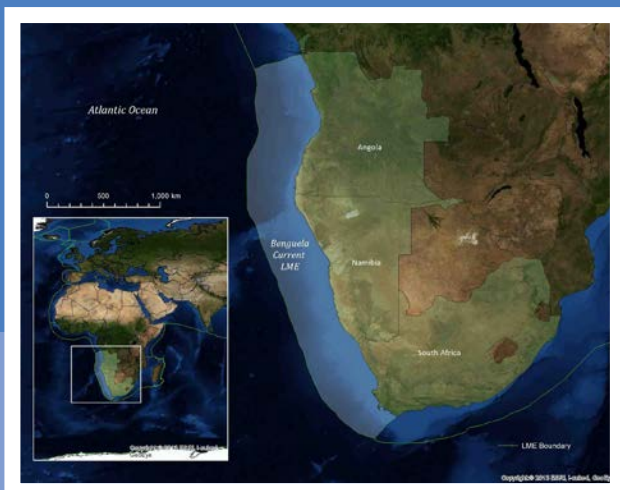 Atlantic Ocean
0 500 1,000 km
Angola
Benguela
Current
LME
Namibia
South Africa
LME Boundary